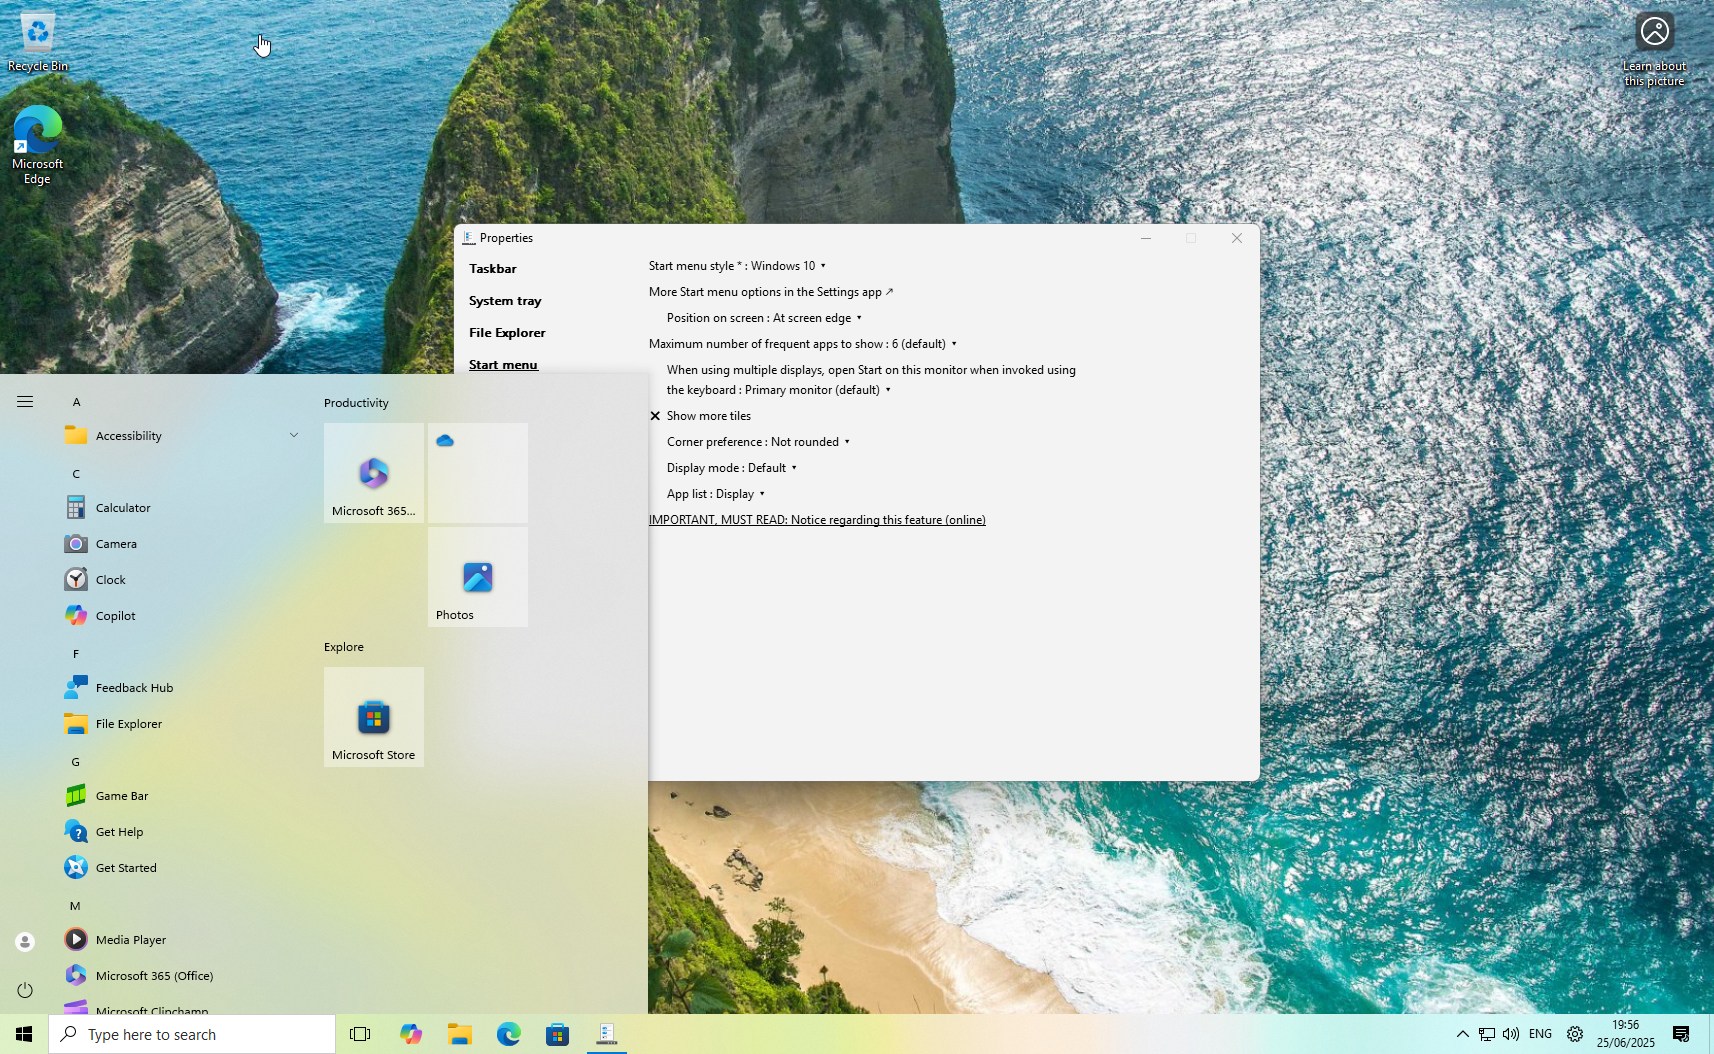 Recycle Bin
Microsoft
Edge
Learn about
this picture
Properties
Taskbar
System tray
File Explorer
Start menu
Start menu style * : Windows 10
More Start menu options in the Settings app ↗
Position on screen : At screen edge
Maximum number of frequent apps to show : 6 (default)
When using multiple displays, open Start on this monitor when invoked using
the keyboard : Primary monitor (default)
Show more tiles
Corner preference : Not rounded
Display mode : Default
App list : Display
IMPORTANT, MUST READ: Notice regarding this feature (online)
A
Accessibility
C
Calculator
Camera
Clock
Copilot
F
Feedback Hub
File Explorer
G
Game Bar
Get Help
Get Started
M
Media Player
Microsoft 365 (Office)
Microsoft Clipchamp
Productivity
Microsoft 365...
Photos
Explore
Microsoft Store
Type here to search
ENG
19:56
25/06/2025